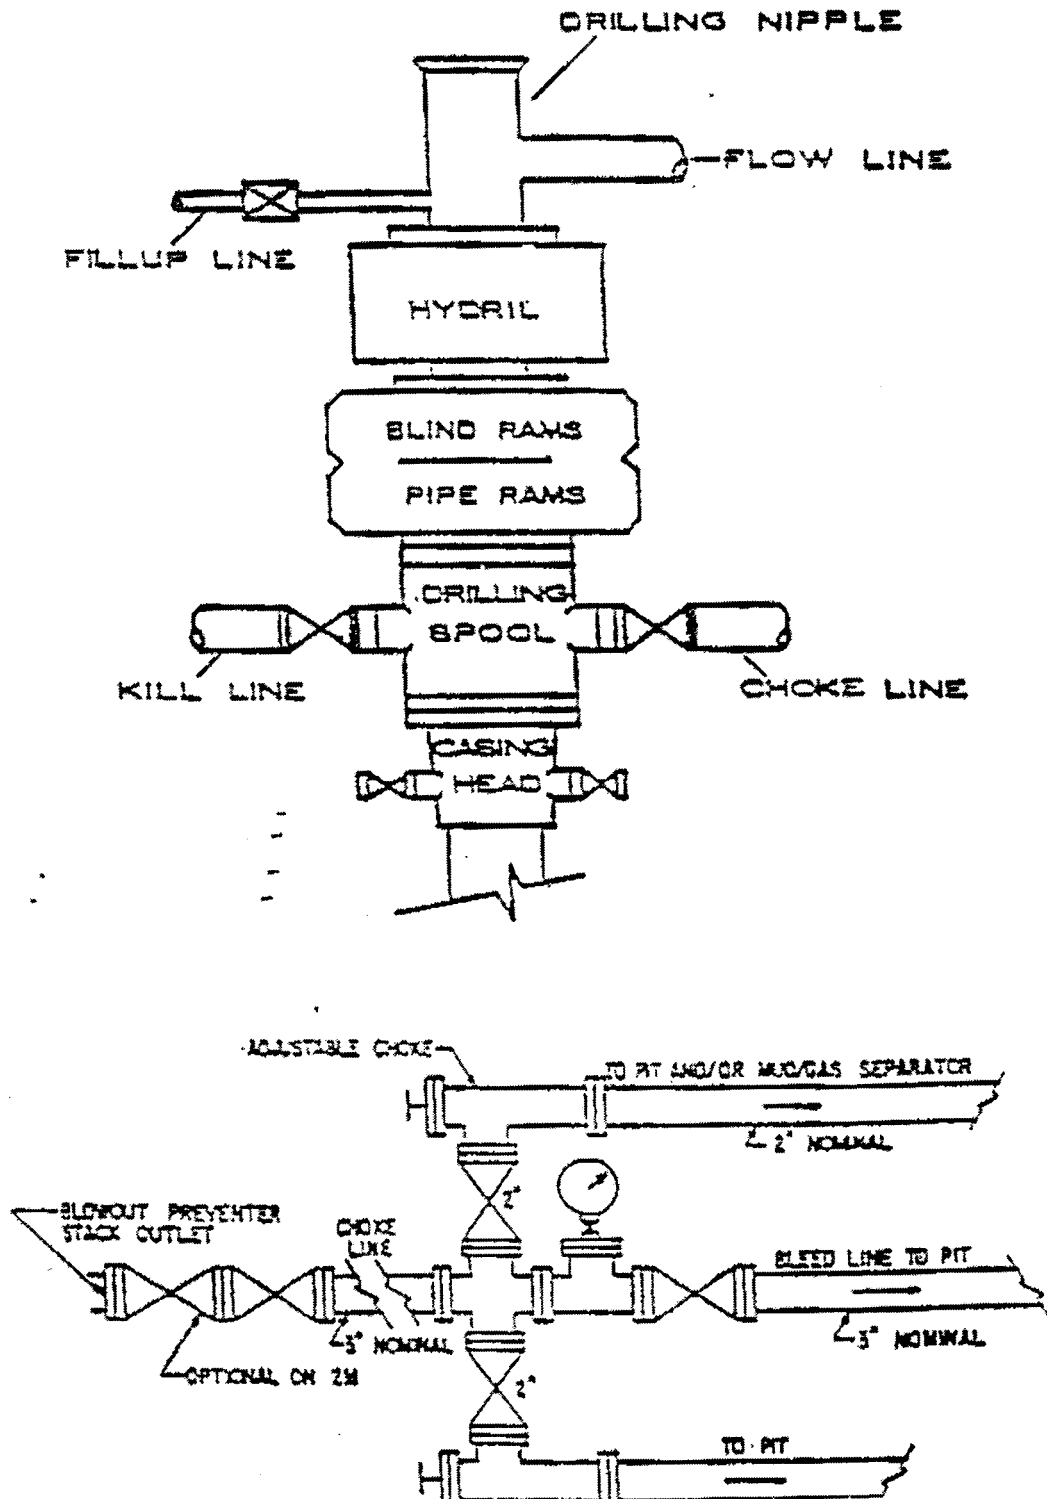 DRILLING NIPPLE
FLOW LINE
FILLUP LINE
HYDRIL
BLIND RAMS
PIPE RAMS
DRILLING
SPOOL
KILL LINE
CHOKE LINE
CASING
HEAD
ADJUSTABLE CHOKE
TO PIT AND/OR MUD/GAS SEPARATOR
2" NOMINAL
2"
BLOWOUT PREVENTER
STACK OUTLET
CHOKE
LINE
BLEED LINE TO PIT
3" NOMINAL
3" NOMINAL
OPTIONAL ON 2M
2"
TO PIT